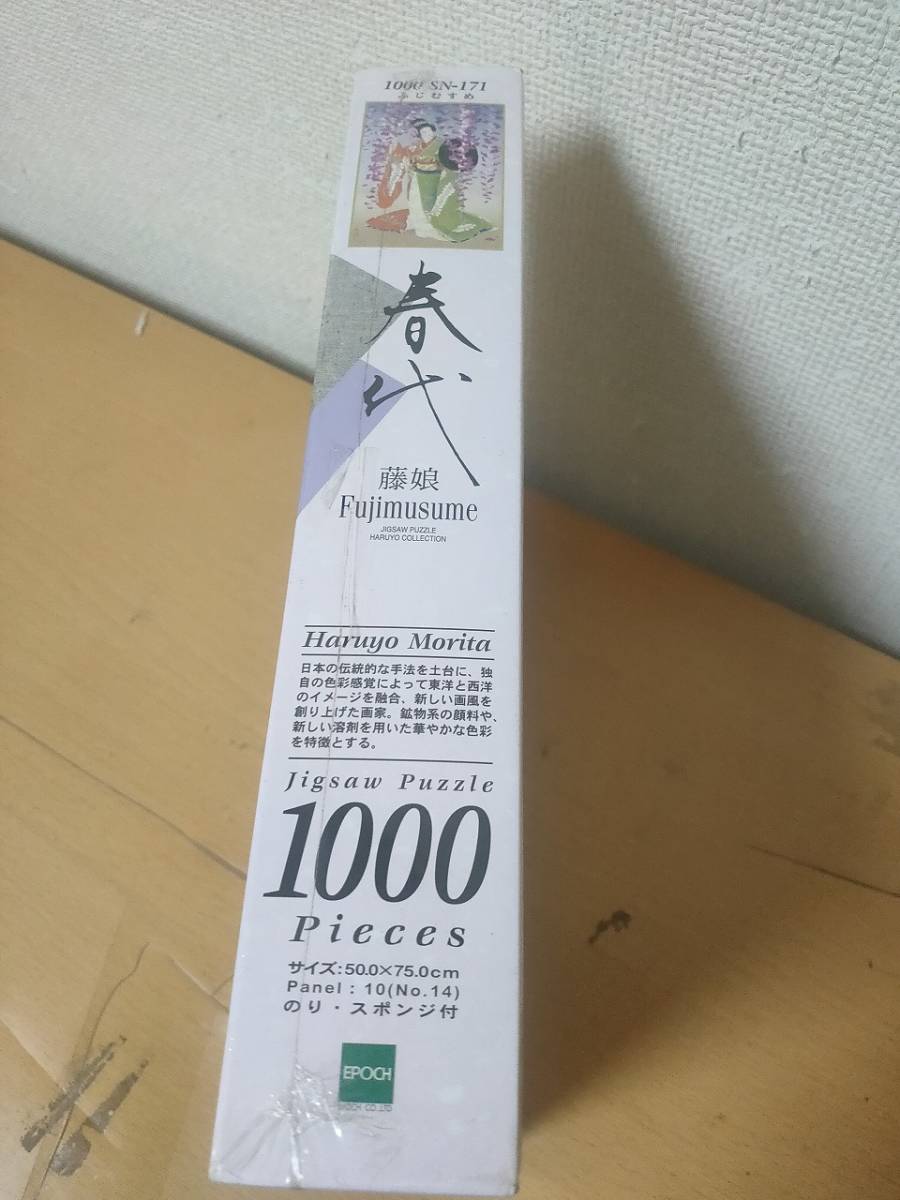 1000 SN-171
ふじむすめ
春代
藤娘
Fujimusume
JIGSAW PUZZLE
HARUYO COLLECTION
Haruyo Morita
日本の伝統的な手法を土台に、独
自の色彩感覚によって東洋と西洋
のイメージを融合、新しい画風を
創り上げた画家。鉱物系の顔料や、
新しい溶剤を用いた華やかな色彩
を特徴とする。
Jigsaw Puzzle
1000
Pieces
サイズ:50.0×75.0cm
Panel : 10(No.14)
のり・スポンジ付
EPOCH
EPOCH CO.,LTD